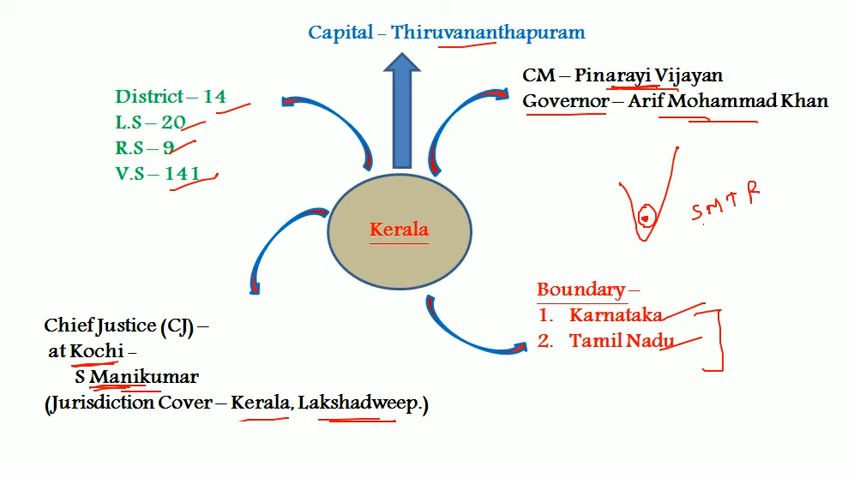 Capital – Thiruvananthapuram
District – 14
L.S – 20
R.S – 9
V.S – 141
CM – Pinarayi Vijayan
Governor – Arif Mohammad Khan
Kerala
SMTR
Chief Justice (CJ) –
at Kochi –
S Manikumar
(Jurisdiction Cover – Kerala, Lakshadweep.)
Boundary –
1. Karnataka
2. Tamil Nadu